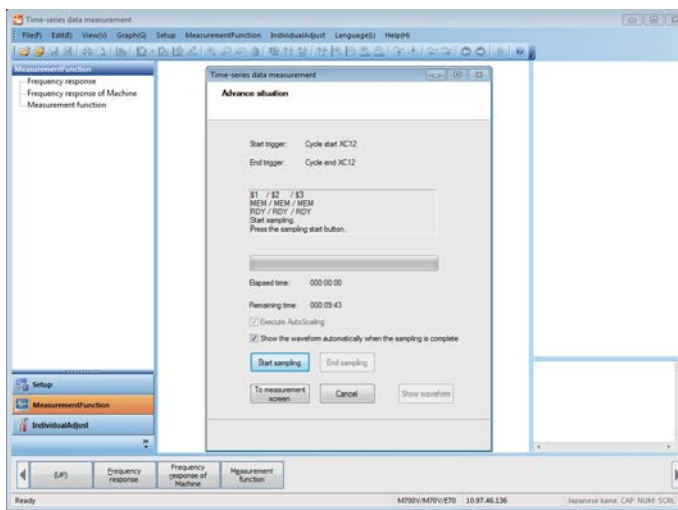 Time-series data measurement
File(F) Edit(E) View(V) Graph(G) Setup MeasurementFunction IndividualAdjust Language(L) Help(H)
MeasurementFunction
Frequency response
Frequency response of Machine
Measurement function
Time-series data measurement
Advance situation
Start trigger: Cycle start XC12
End trigger: Cycle end XC12
$1 / $2 / $3
MEM / MEM / MEM
RDY / RDY / RDY
Start sampling.
Press the sampling start button.
Elapsed time: 000:00:00
Remaining time: 000:09:43
Execute AutoScaling
Show the waveform automatically when the sampling is complete
Start sampling End sampling
To measurement screen Cancel Show waveform
Setup
MeasurementFunction
IndividualAdjust
(UP) Frequency response Frequency response of Machine Measurement function
Ready M700V/M70V/E70 10.97.46.136 Japanese kana CAP NUM SCRL